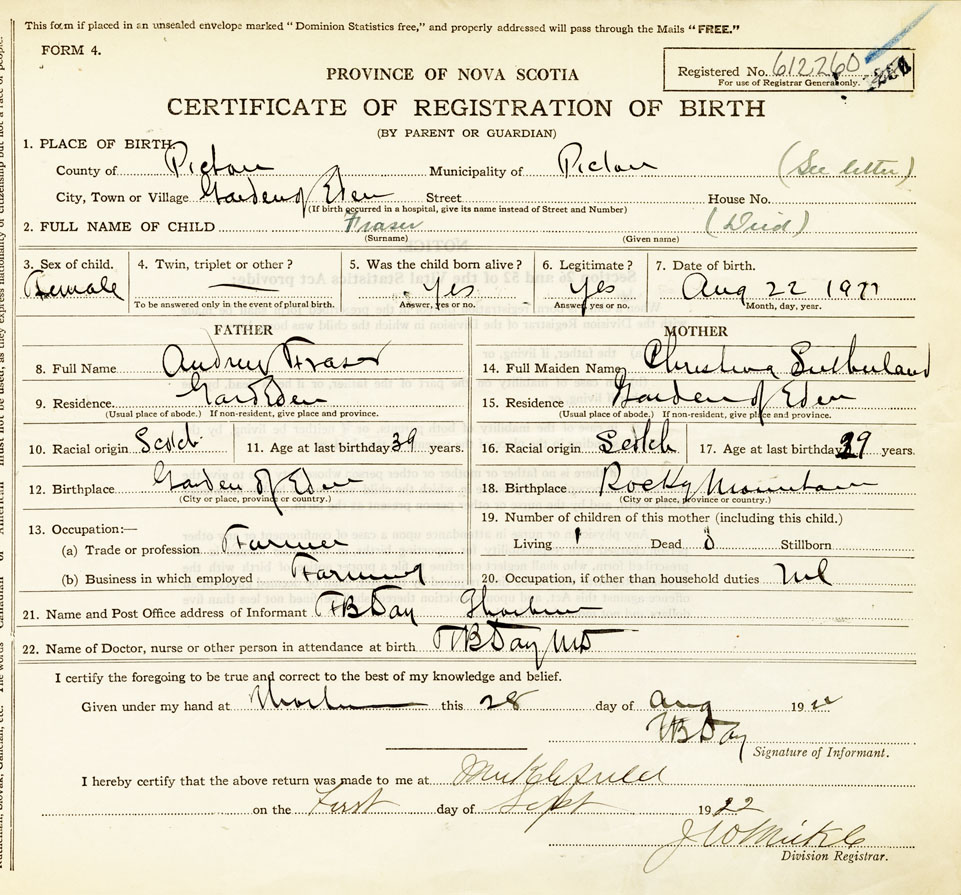 This form if placed in an unsealed envelope marked "Dominion Statistics free," and properly addressed will pass through the Mails "FREE."
FORM 4.
Registered No. 612260
For use of Registrar General only.
PROVINCE OF NOVA SCOTIA
CERTIFICATE OF REGISTRATION OF BIRTH
(BY PARENT OR GUARDIAN)
1. PLACE OF BIRTH
County of Pictou Municipality of Pictou (See letter)
City, Town or Village Garden of Eden Street House No.
(If birth occurred in a hospital, give its name instead of Street and Number)
2. FULL NAME OF CHILD Fraser (Died)
(Surname) (Given name)
3. Sex of child. 4. Twin, triplet or other? 5. Was the child born alive? 6. Legitimate? 7. Date of birth.
Female — Yes Yes Aug 22 19
To be answered only in the event of plural birth. Answer, yes or no. Answer, yes or no. Month, day, year.
FATHER MOTHER
8. Full Name Andrew Fraser 14. Full Maiden Name Christina Sutherland
9. Residence Gard Eden 15. Residence Garden of Eden
(Usual place of abode.) If non-resident, give place and province. (Usual place of abode.) If non-resident, give place and province.
10. Racial origin Scotch 11. Age at last birthday 39 years. 16. Racial origin Scotch 17. Age at last birthday 39 years.
12. Birthplace Garden of Eden 18. Birthplace Rocky Mountain
(City or place, province or country.) (City or place, province or country.)
13. Occupation:— 19. Number of children of this mother (including this child.)
(a) Trade or profession Farmer Living 1 Dead Stillborn
(b) Business in which employed Farming 20. Occupation, if other than household duties Nil
21. Name and Post Office address of Informant FB Day Thorburn
22. Name of Doctor, nurse or other person in attendance at birth FB Day MD
I certify the foregoing to be true and correct to the best of my knowledge and belief.
Given under my hand at Thorburn this 28 day of Aug 1922
FB Day
Signature of Informant.
I hereby certify that the above return was made to me at
on the First day of Sept 1922
J W Mickle
Division Registrar.